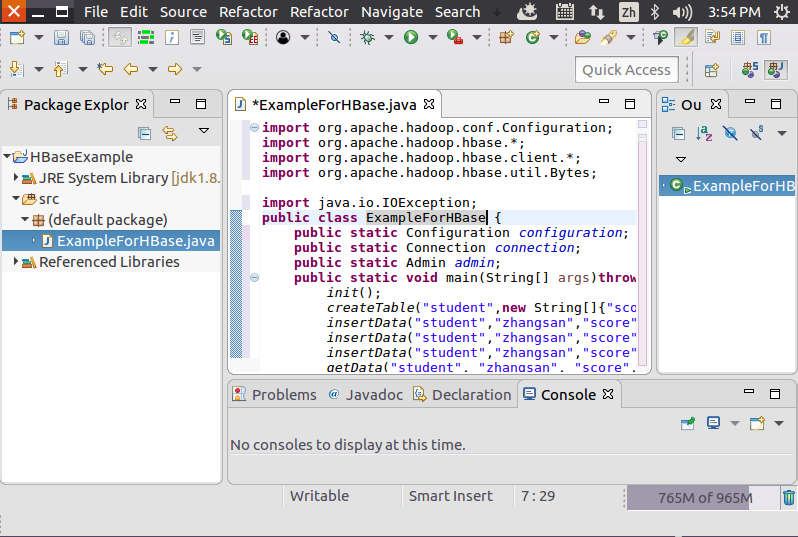 File Edit Source Refactor Refactor Navigate Search Zh 3:54 PM
Quick Access
Package Explor
HBaseExample
JRE System Library [jdk1.8.
src
(default package)
ExampleForHBase.java
Referenced Libraries
*ExampleForHBase.java
import org.apache.hadoop.conf.Configuration;
import org.apache.hadoop.hbase.*;
import org.apache.hadoop.hbase.client.*;
import org.apache.hadoop.hbase.util.Bytes;
import java.io.IOException;
public class ExampleForHBase {
public static Configuration configuration;
public static Connection connection;
public static Admin admin;
public static void main(String[] args)throw
init();
createTable("student",new String[]{"sco
insertData("student","zhangsan","score"
insertData("student","zhangsan","score"
insertData("student","zhangsan","score"
getData("student", "zhangsan", "score",
Ou
ExampleForHBase
Problems @ Javadoc Declaration Console
No consoles to display at this time.
Writable Smart Insert 7 : 29 765M of 965M